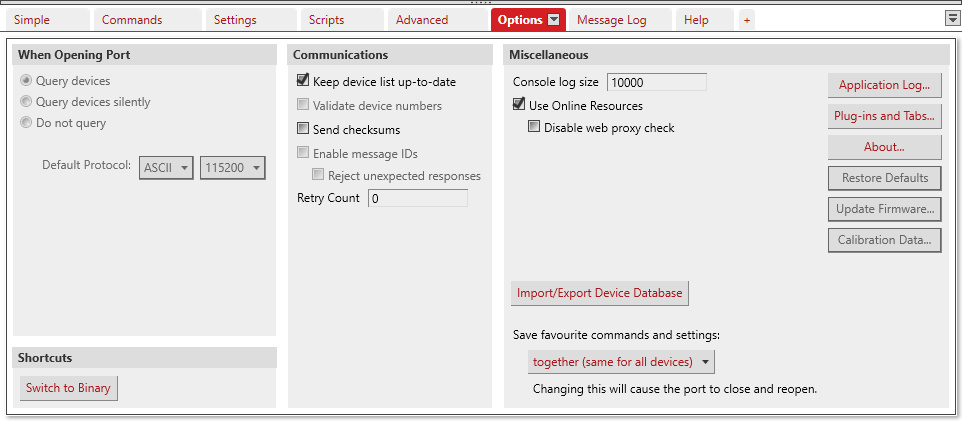 Simple Commands Settings Scripts Advanced Options Message Log Help +
When Opening Port
Query devices
Query devices silently
Do not query
Default Protocol: ASCII 115200
Shortcuts
Switch to Binary
Communications
Keep device list up-to-date
Validate device numbers
Send checksums
Enable message IDs
Reject unexpected responses
Retry Count 0
Miscellaneous
Console log size 10000
Use Online Resources
Disable web proxy check
Application Log...
Plug-ins and Tabs...
About...
Restore Defaults
Update Firmware...
Calibration Data...
Import/Export Device Database
Save favourite commands and settings:
together (same for all devices)
Changing this will cause the port to close and reopen.